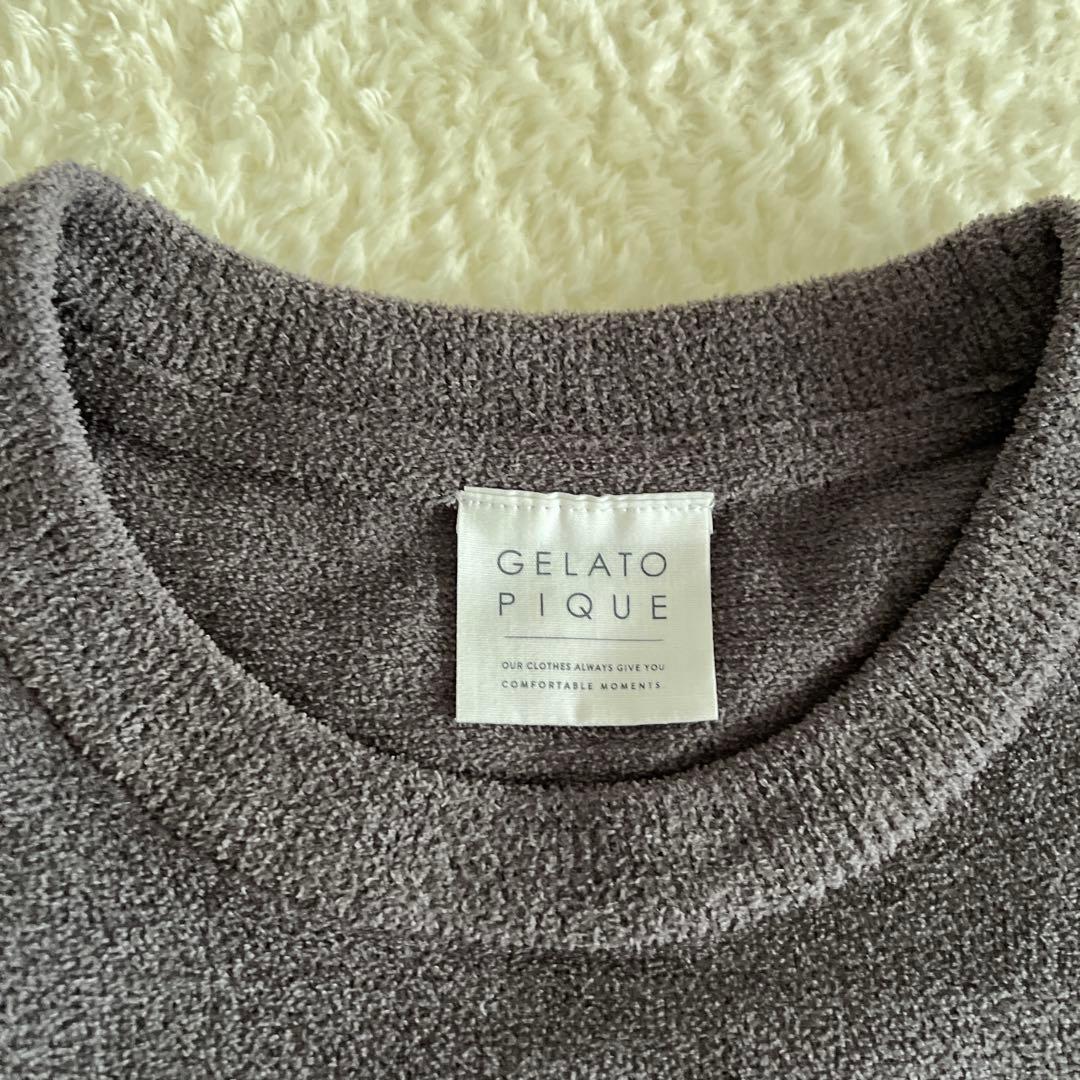 GELATO
PIQUE
OUR CLOTHES ALWAYS GIVE YOU
COMFORTABLE MOMENTS